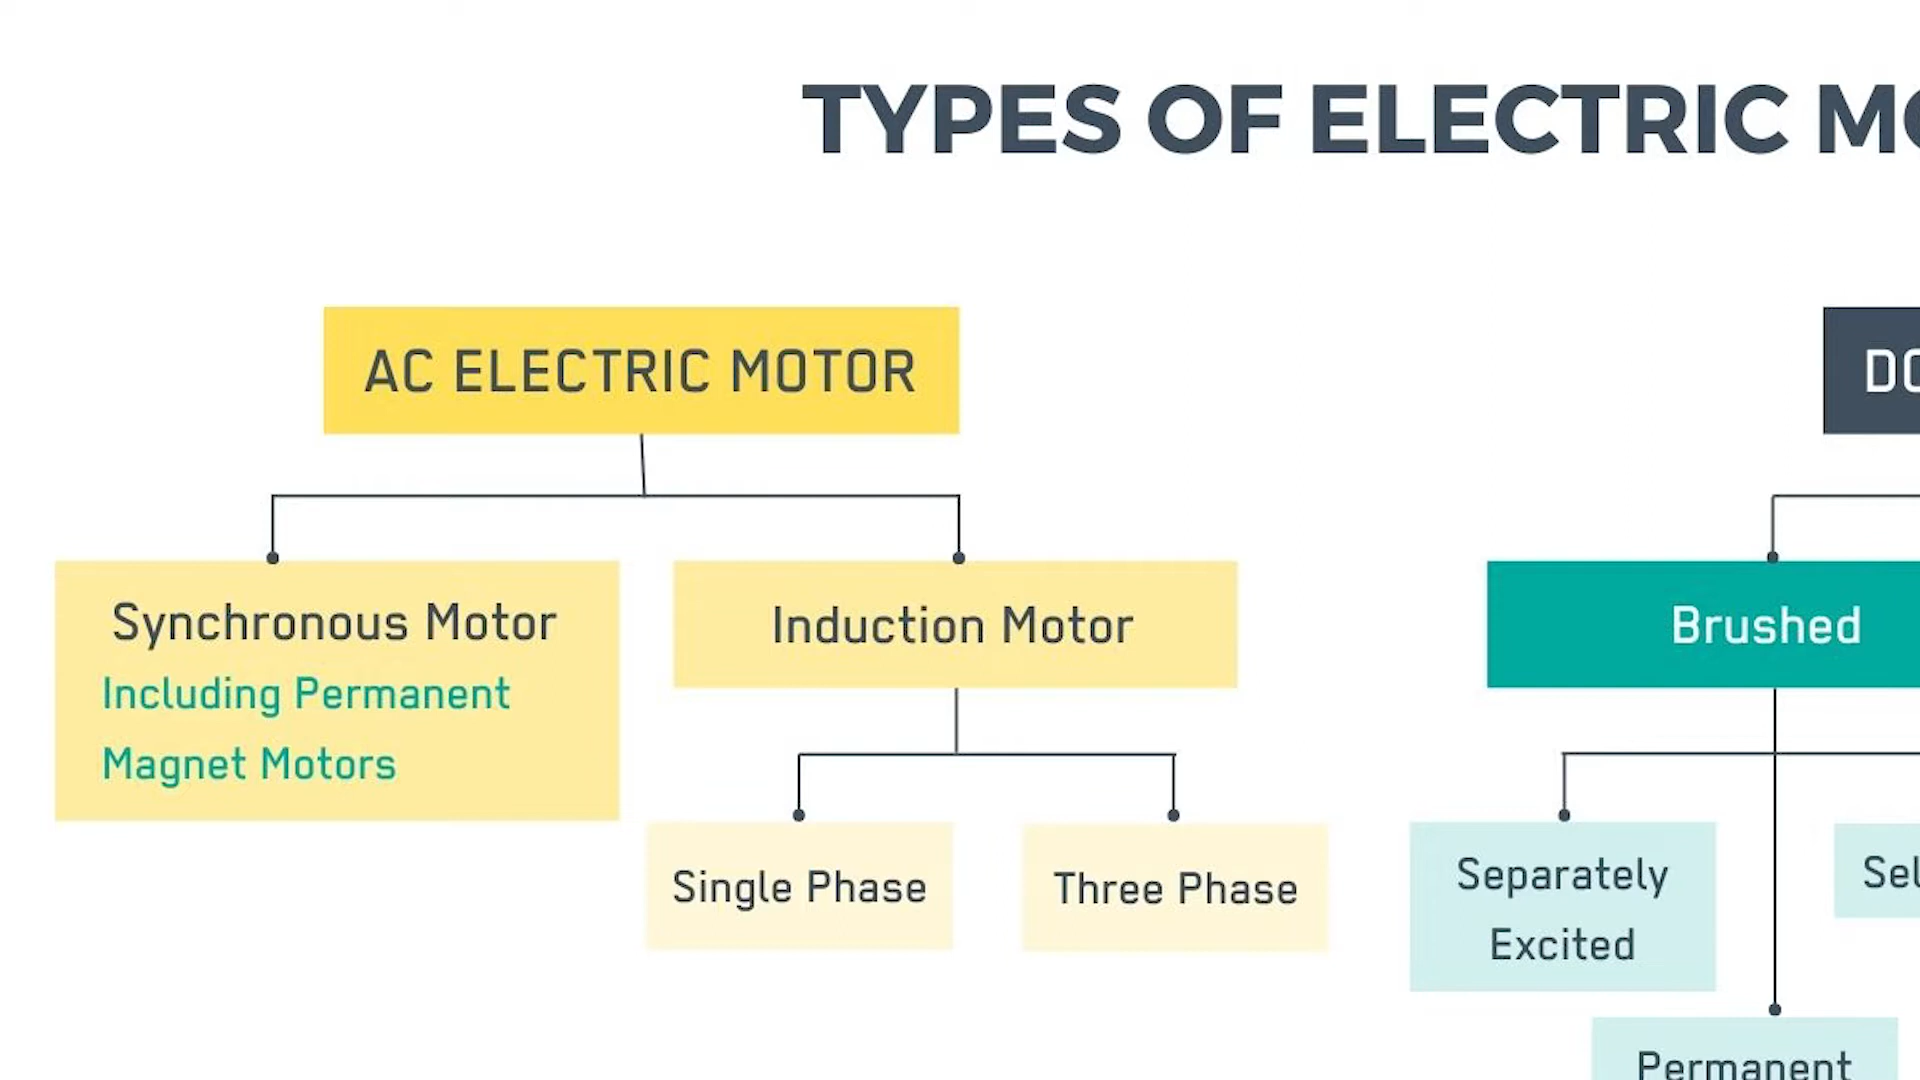 TYPES OF ELECTRIC
AC ELECTRIC MOTOR
Synchronous Motor
Including Permanent
Magnet Motors
Induction Motor
Single Phase
Three Phase
Brushed
Separately
Excited
Permanent